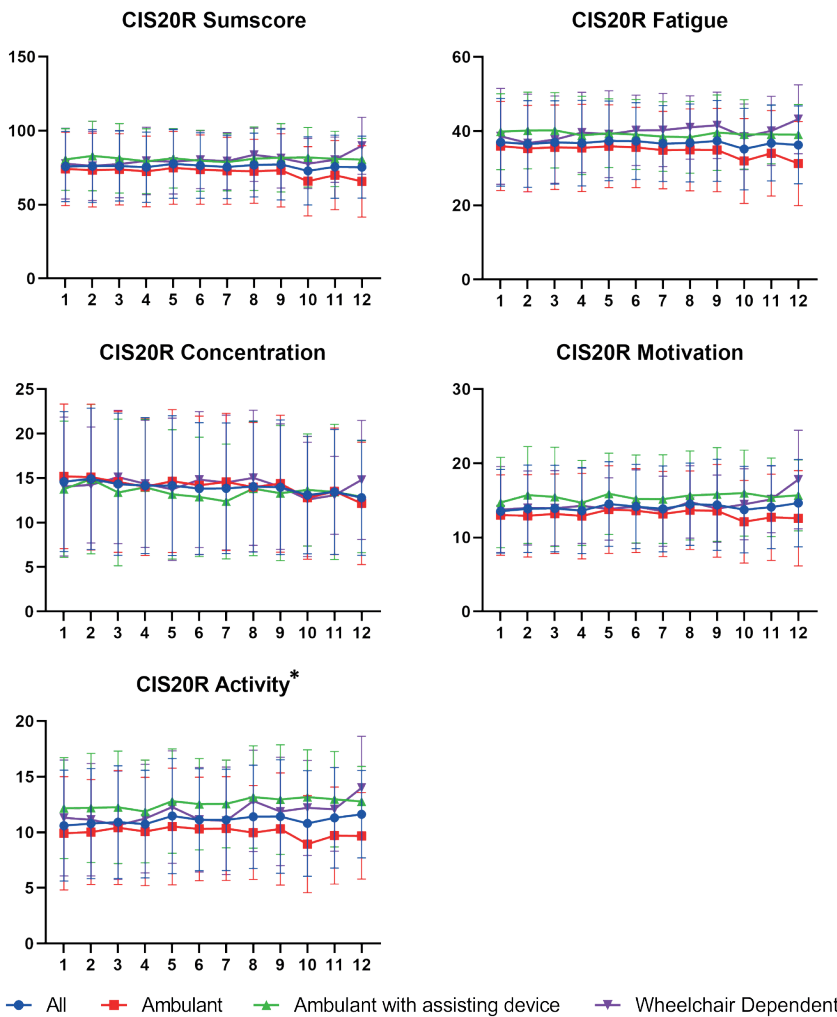 CIS20R Sumscore
150
100
50
0
1 2 3 4 5 6 7 8 9 10 11 12
CIS20R Fatigue
60
40
20
0
1 2 3 4 5 6 7 8 9 10 11 12
CIS20R Concentration
25
20
15
10
5
0
1 2 3 4 5 6 7 8 9 10 11 12
CIS20R Motivation
30
20
10
0
1 2 3 4 5 6 7 8 9 10 11 12
CIS20R Activity*
20
15
10
5
0
1 2 3 4 5 6 7 8 9 10 11 12
All Ambulant Ambulant with assisting device Wheelchair Dependent